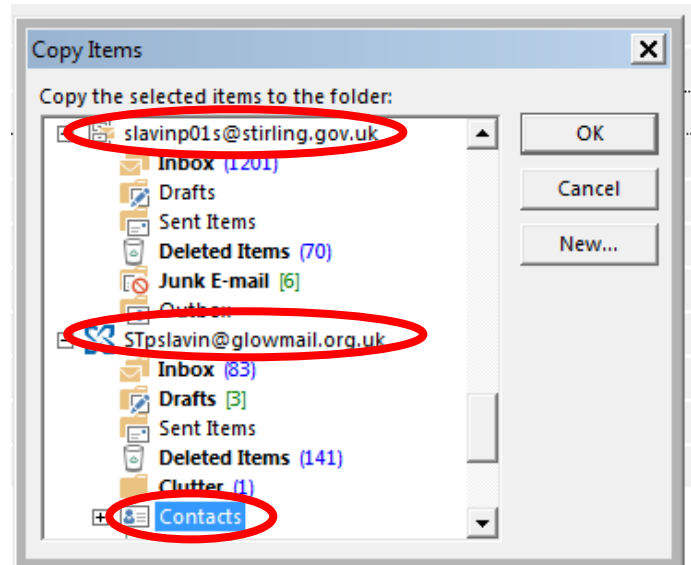 Copy Items
Copy the selected items to the folder:
slavinp01s@stirling.gov.uk
OK
Inbox (1201)
Drafts
Cancel
Sent Items
Deleted Items (70)
New...
Junk E-mail [6]
Outbox
STpslavin@glowmail.org.uk
Inbox (83)
Drafts [3]
Sent Items
Deleted Items (141)
Clutter (1)
Contacts